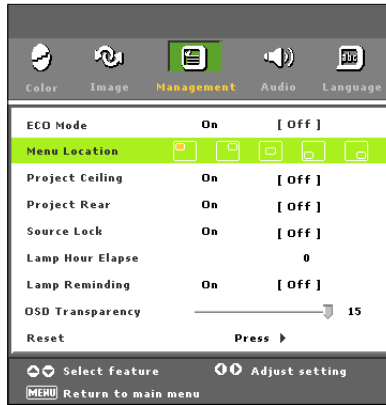 Color Image Management Audio Language
ECO Mode On [ Off ]
Menu Location
Project Ceiling On [ Off ]
Project Rear On [ Off ]
Source Lock On [ Off ]
Lamp Hour Elapse 0
Lamp Reminding On [ Off ]
OSD Transparency 15
Reset Press
Select feature Adjust setting
MENU Return to main menu